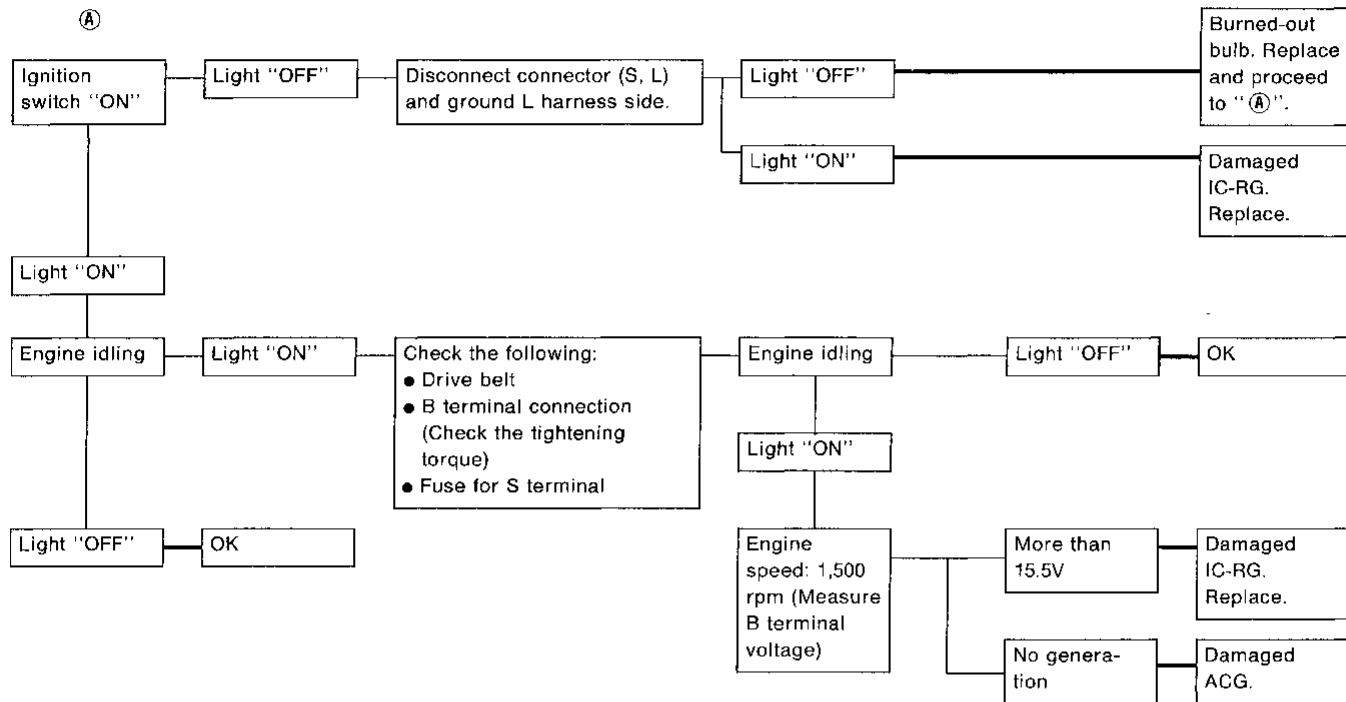 Ⓐ
Ignition
switch "ON"
Light "OFF"
Disconnect connector (S, L)
and ground L harness side.
Light "OFF"
Burned-out
bulb. Replace
and proceed
to "Ⓐ".
Light "ON"
Damaged
IC-RG.
Replace.
Light "ON"
Engine idling
Light "ON"
Check the following:
● Drive belt
● B terminal connection
(Check the tightening
torque)
● Fuse for S terminal
Engine idling
Light "OFF"
OK
Light "ON"
Light "OFF"
OK
Engine
speed: 1,500
rpm (Measure
B terminal
voltage)
More than
15.5V
Damaged
IC-RG.
Replace.
No genera-
tion
Damaged
ACG.